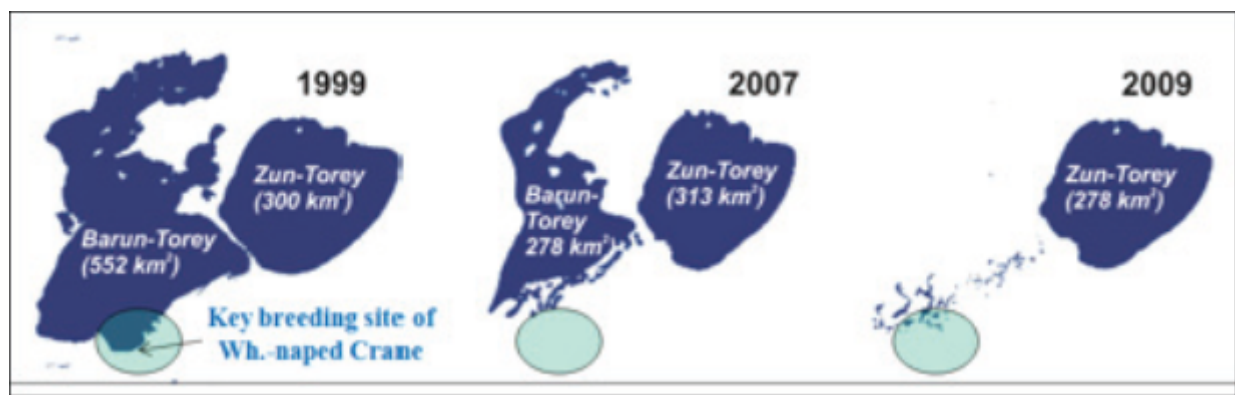 1999
Zun-Torey
(300 km²)
Barun-Torey
(552 km²)
Key breeding site of
Wh.-naped Crane
2007
Zun-Torey
(313 km²)
Barun-
Torey
278 km²)
2009
Zun-Torey
(278 km²)